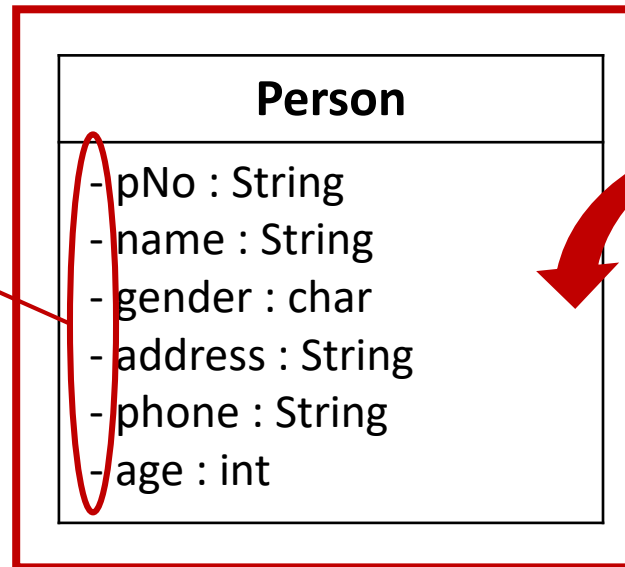 Person
- pNo : String
- name : String
- gender : char
- address : String
- phone : String
- age : int